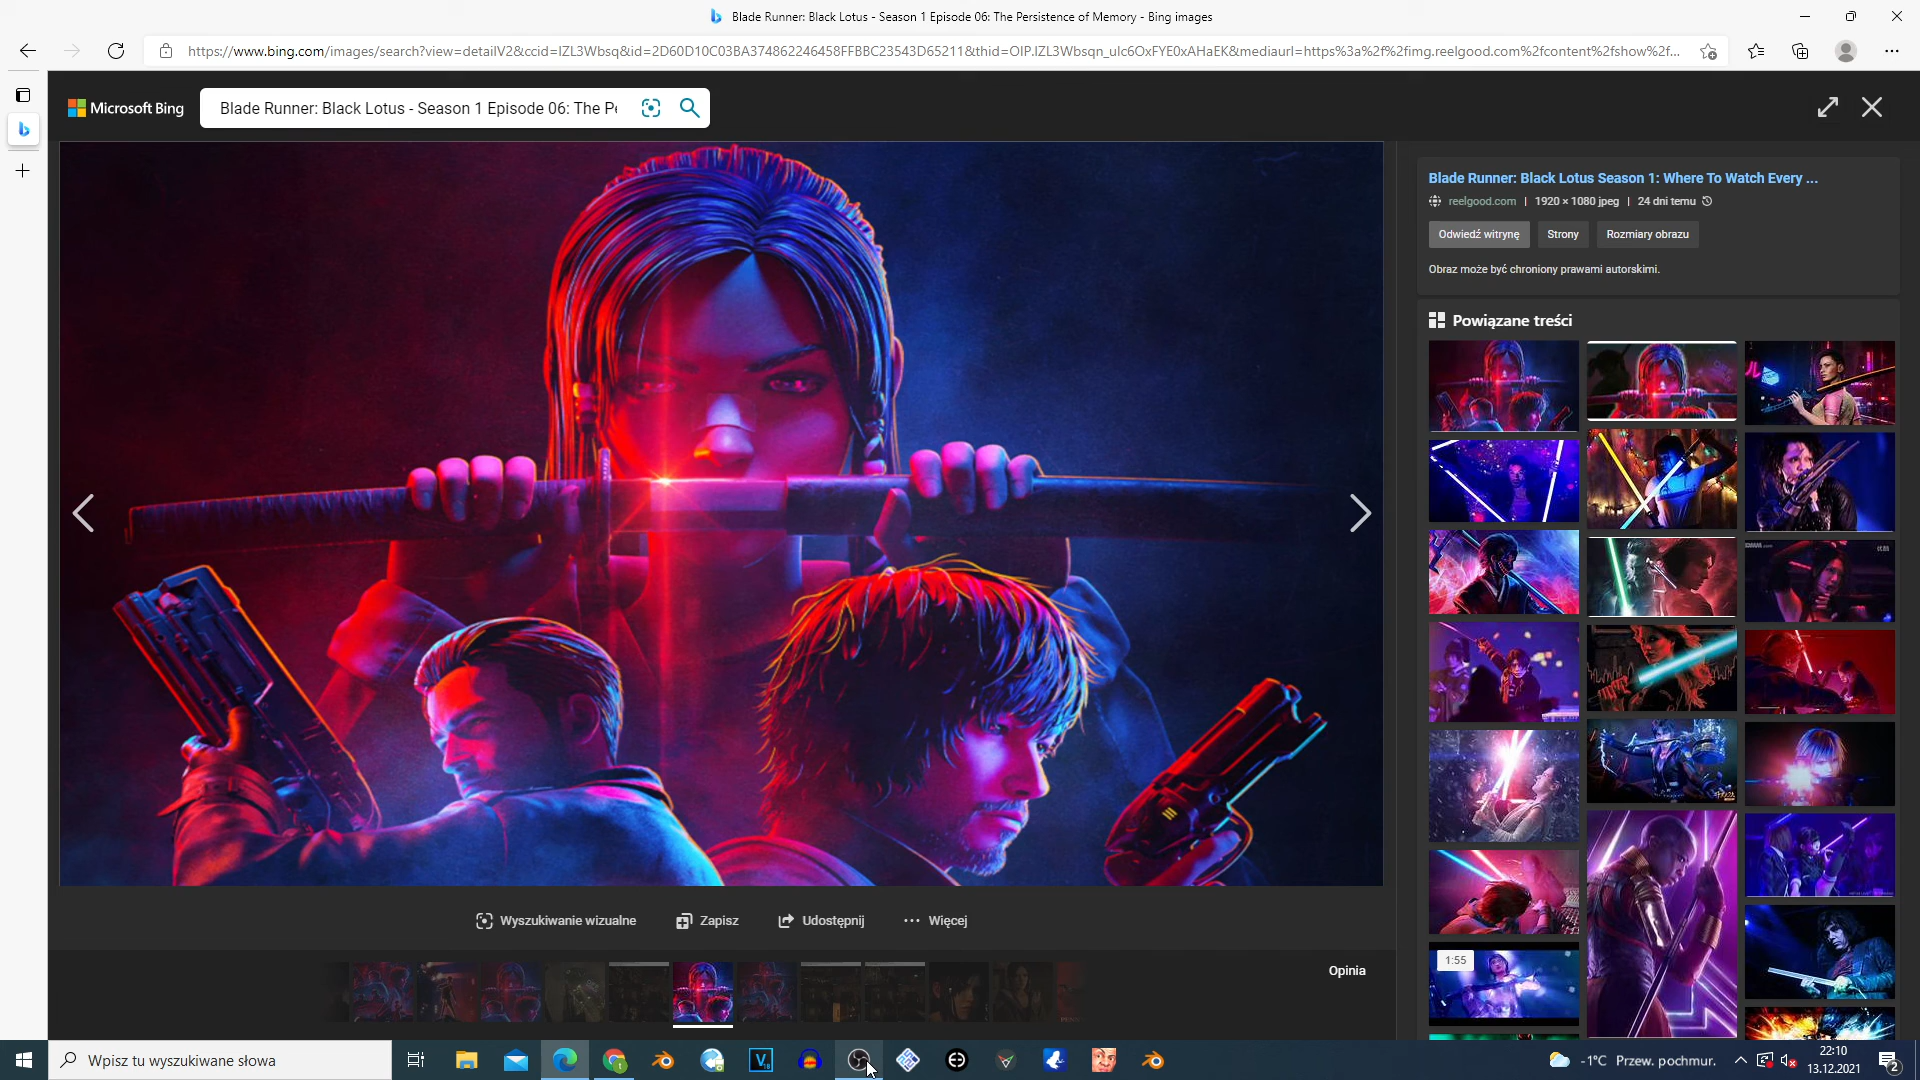 Blade Runner: Black Lotus - Season 1 Episode 06: The Persistence of Memory - Bing images
https://www.bing.com/images/search?view=detailV2&ccid=IZL3Wbsq&id=2D60D10C03BA374862246458FFBBC23543D65211&thid=OIP.IZL3Wbsqn_ulc6OxFYE0xAHaEK&mediaurl=https%3a%2f%2fimg.reelgood.com%2fcontent%2fshow%2f...
Microsoft Bing
Blade Runner: Black Lotus - Season 1 Episode 06: The Pe
Blade Runner: Black Lotus Season 1: Where To Watch Every ...
reelgood.com | 1920 × 1080 jpeg | 24 dni temu
Odwiedź witrynę
Strony
Rozmiary obrazu
Obraz może być chroniony prawami autorskimi.
Powiązane treści
1:55
Wyszukiwanie wizualne
Zapisz
Udostępnij
Więcej
Opinia
Wpisz tu wyszukiwane słowa
-1°C Przew. pochmur.
22:10
13.12.2021
2